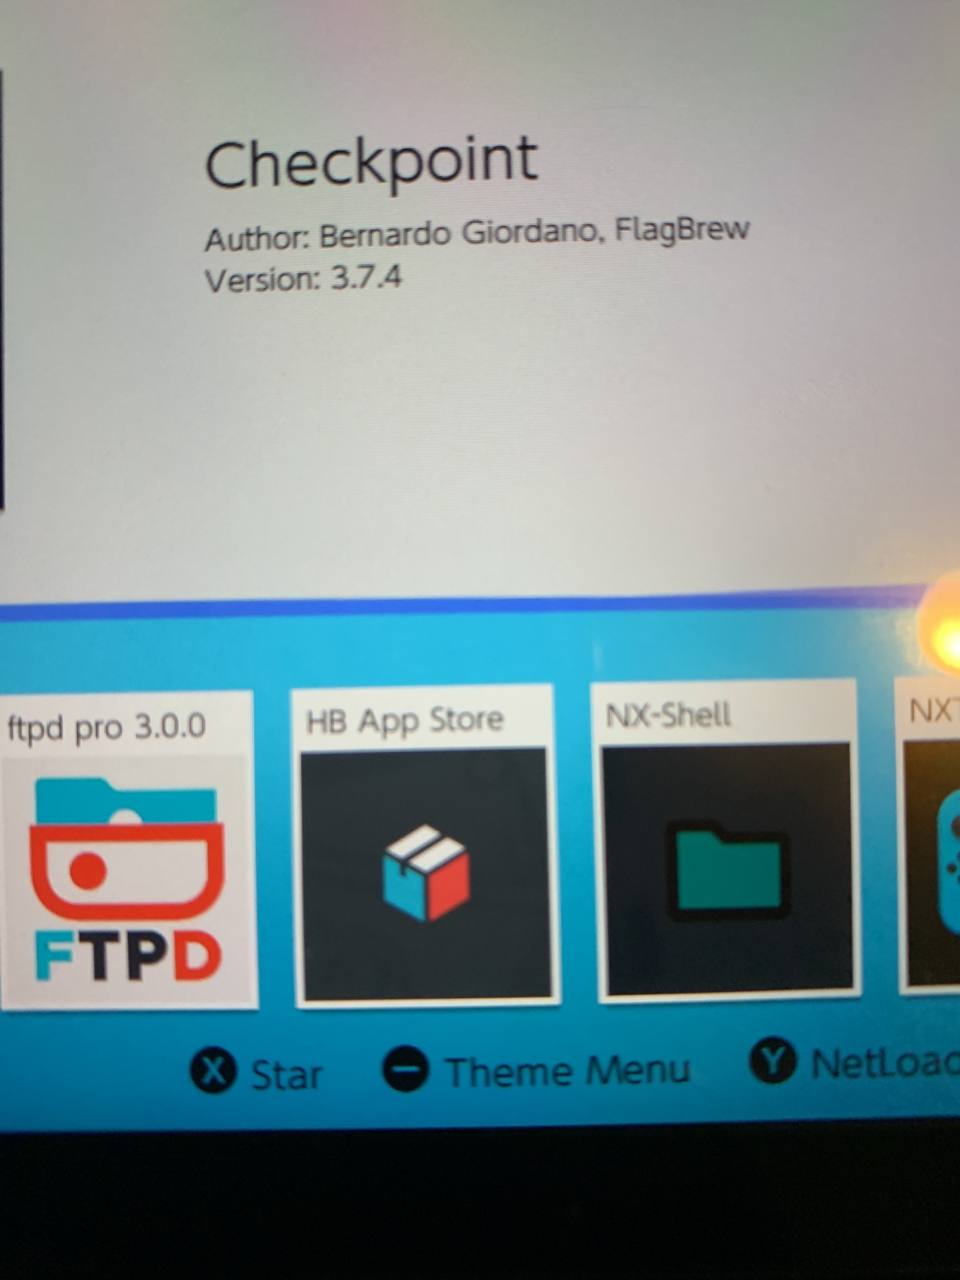 Checkpoint
Author: Bernardo Giordano, FlagBrew
Version: 3.7.4
ftpd pro 3.0.0
HB App Store
NX-Shell
FTPD
X Star
Theme Menu
Y